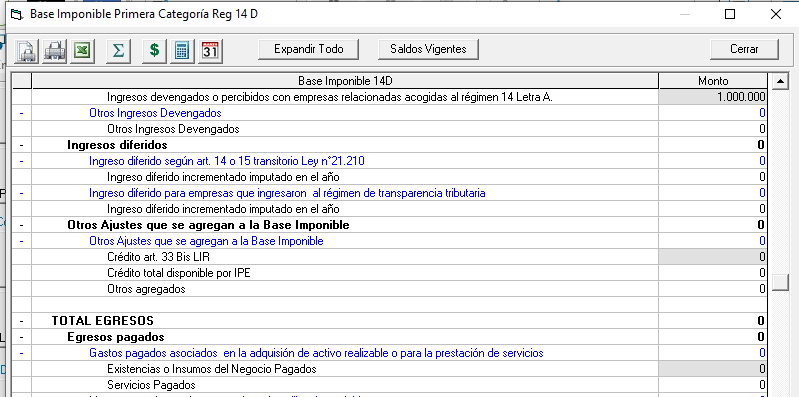 Base Imponible Primera Categoría Reg 14 D
Σ $ 31 Expandir Todo Saldos Vigentes Cerrar
Base Imponible 14D Monto
Ingresos devengados o percibidos con empresas relacionadas acogidas al régimen 14 Letra A. 1.000.000
- Otros Ingresos Devengados 0
Otros Ingresos Devengados 0
- Ingresos diferidos 0
- Ingreso diferido según art. 14 o 15 transitorio Ley n°21.210 0
Ingreso diferido incrementado imputado en el año 0
- Ingreso diferido para empresas que ingresaron al régimen de transparencia tributaria 0
Ingreso diferido incrementado imputado en el año 0
- Otros Ajustes que se agregan a la Base Imponible 0
- Otros Ajustes que se agregan a la Base Imponible 0
Crédito art. 33 Bis LIR 0
Crédito total disponible por IPE 0
Otros agregados 0
- TOTAL EGRESOS 0
- Egresos pagados 0
- Gastos pagados asociados en la adquisición de activo realizable o para la prestación de servicios 0
Existencias o Insumos del Negocio Pagados 0
Servicios Pagados 0